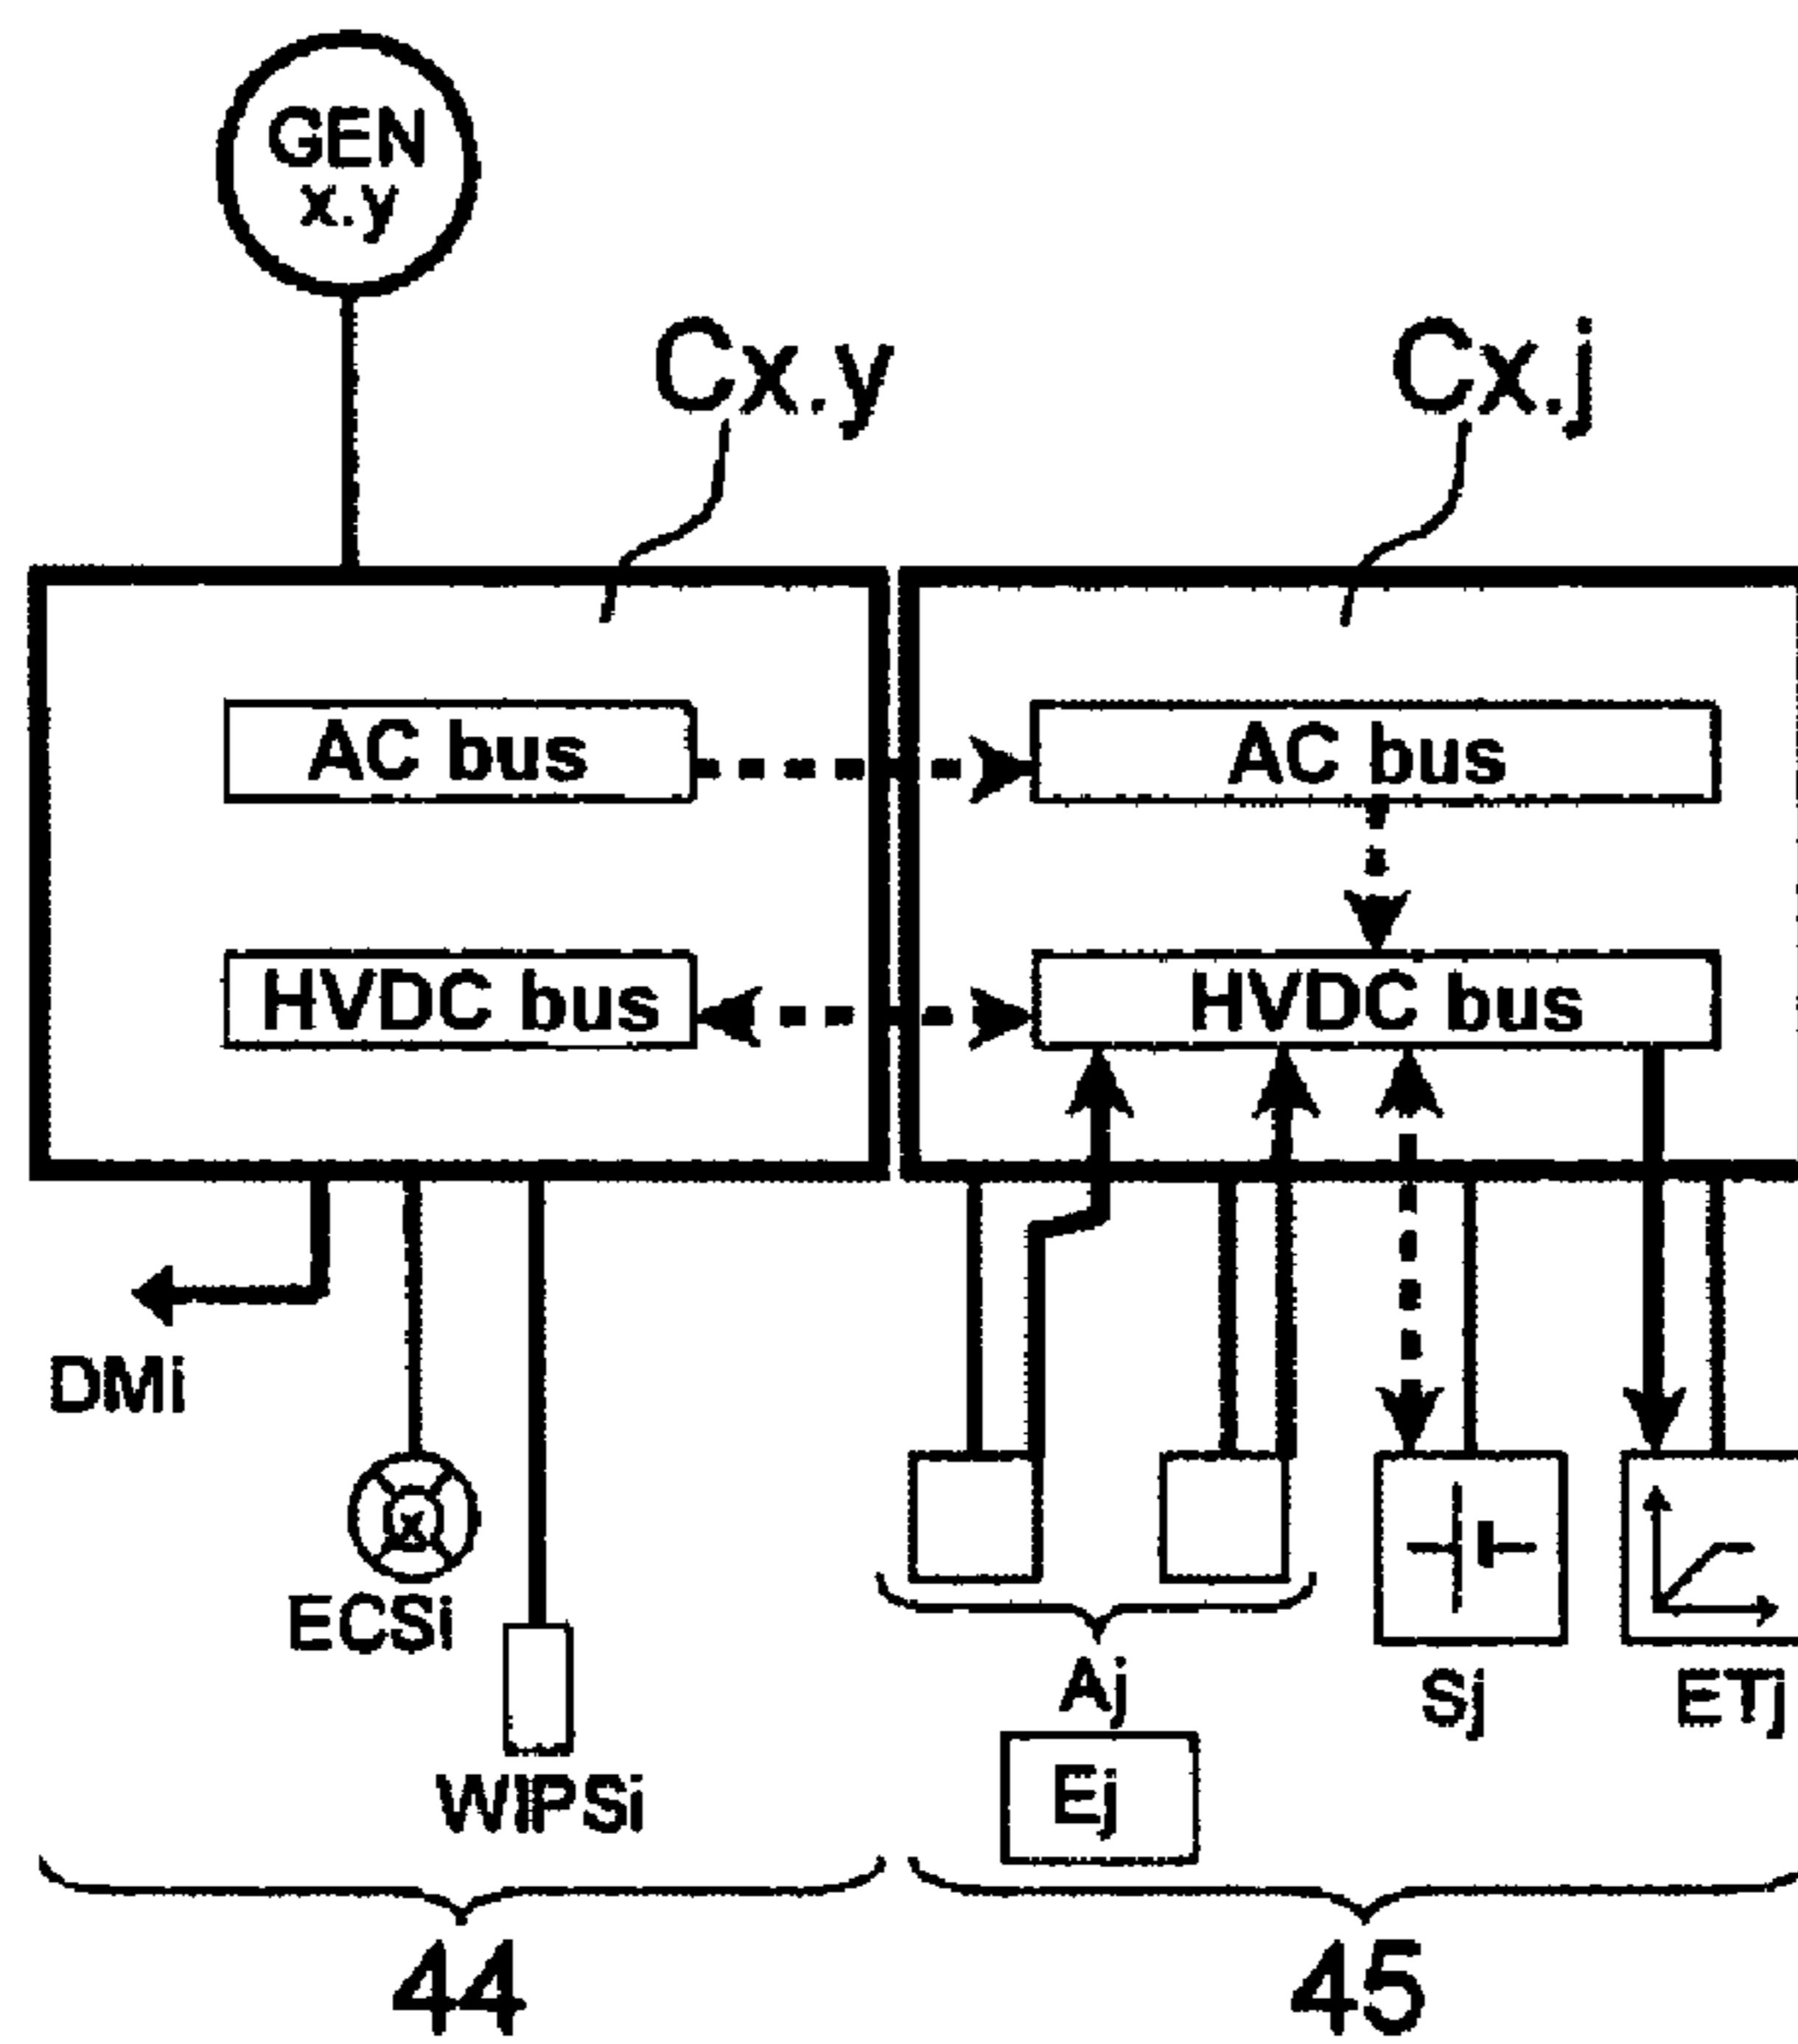 GEN
x.y
Cx.y
Cx.j
AC bus
AC bus
HVDC bus
HVDC bus
DMi
ECSi
WIPSi
Aj
Sj
ETj
Ej
44
45